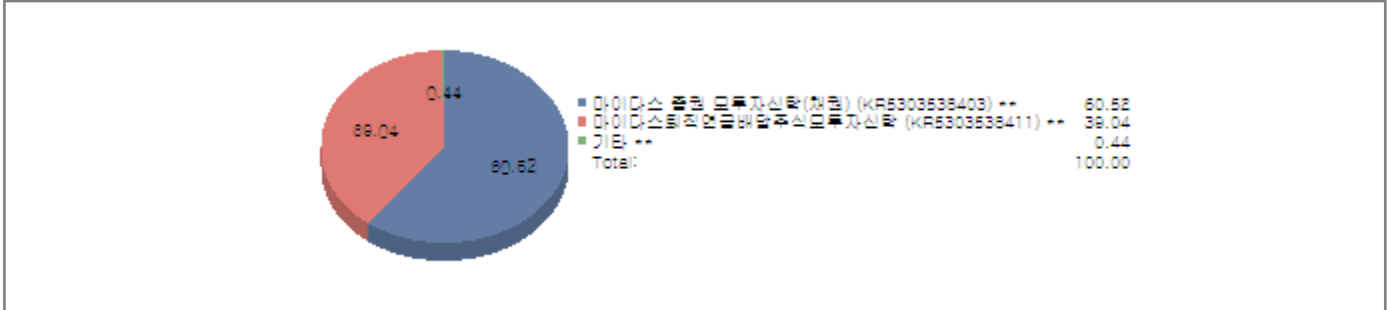 0.44
39.04
60.52
마이다스 증권 모투자신탁(채권) (KR5303538403) ** 60.52
마이다스퇴직연금배당주식모투자신탁 (KR5303538411) ** 39.04
기타 ** 0.44
Total: 100.00